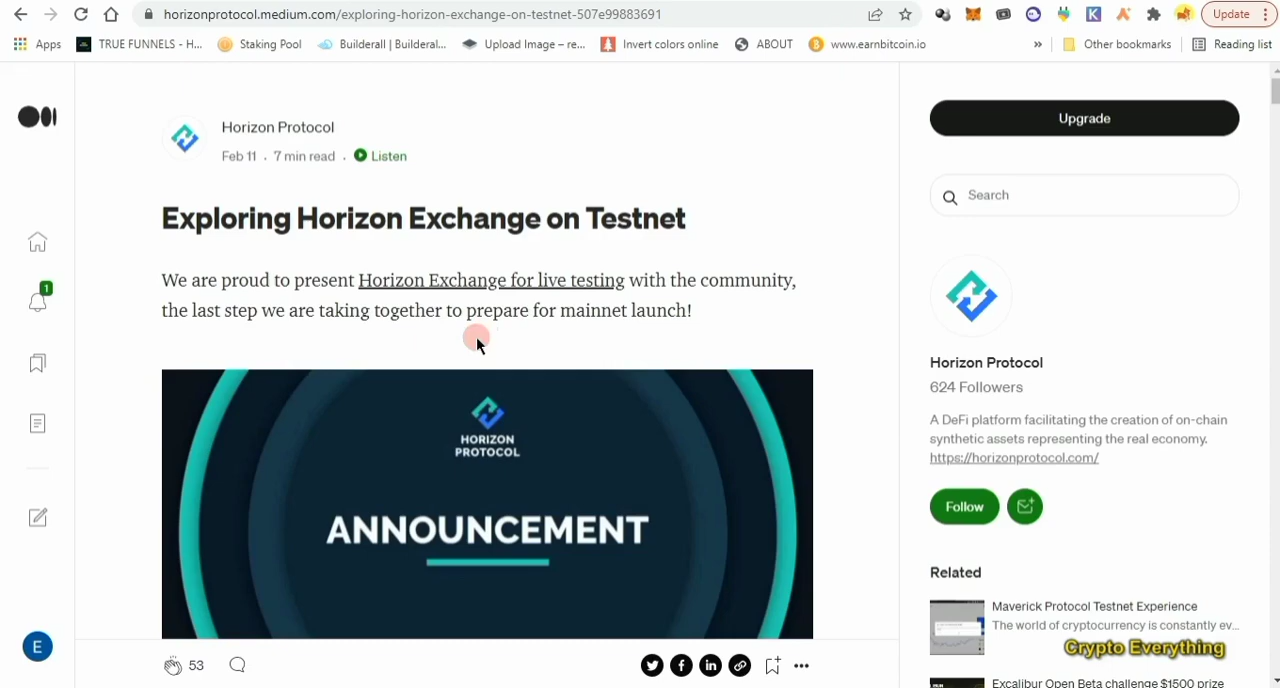 horizonprotocol.medium.com/exploring-horizon-exchange-on-testnet-507e99883691
Update
Apps
TRUE FUNNELS - H...
Staking Pool
Builderall | Builderal...
Upload Image – re...
Invert colors online
ABOUT
www.earnbitcoin.io
»
Other bookmarks
Reading list
Horizon Protocol
Feb 11 . 7 min read . Listen
Exploring Horizon Exchange on Testnet
We are proud to present Horizon Exchange for live testing with the community,
the last step we are taking together to prepare for mainnet launch!
HORIZON
PROTOCOL
ANNOUNCEMENT
53
1
E
Upgrade
Search
Horizon Protocol
624 Followers
A DeFi platform facilitating the creation of on-chain
synthetic assets representing the real economy.
https://horizonprotocol.com/
Follow
Related
Maverick Protocol Testnet Experience
The world of cryptocurrency is constantly ev...
Crypto Everything
Excalibur Open Beta challenge $1500 prize